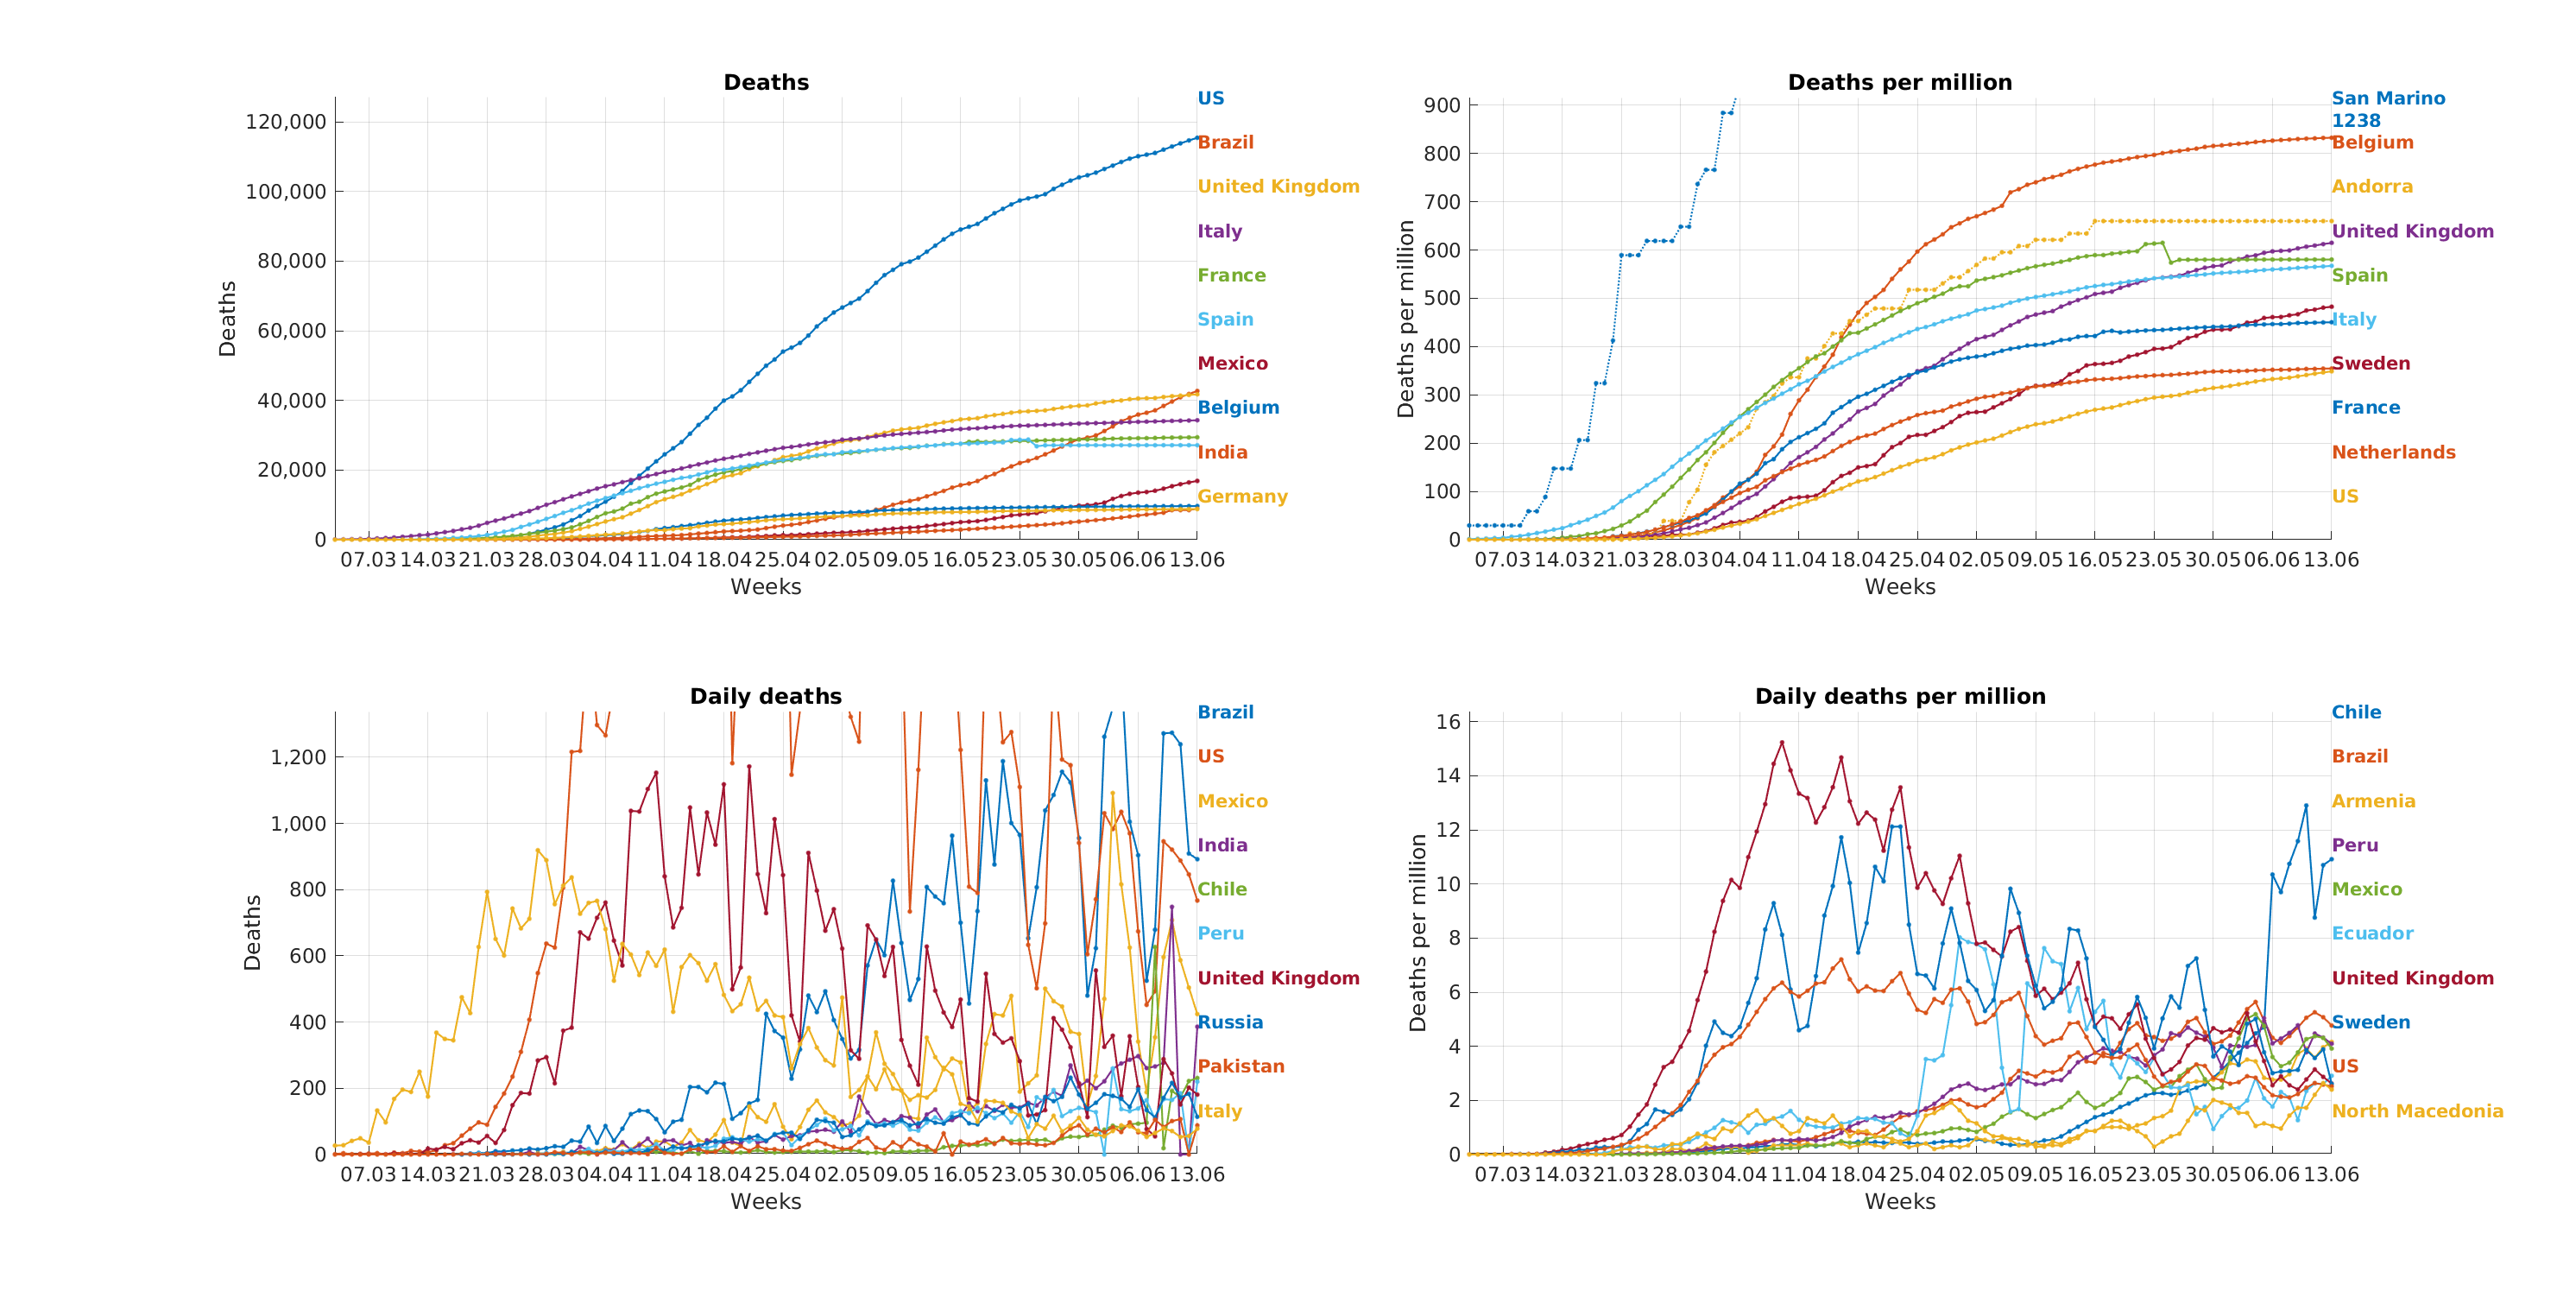 Deaths
120,000
100,000
80,000
60,000
40,000
20,000
0
Deaths
07.03 14.03 21.03 28.03 04.04 11.04 18.04 25.04 02.05 09.05 16.05 23.05 30.05 06.06 13.06
Weeks
US
Brazil
United Kingdom
Italy
France
Spain
Mexico
Belgium
India
Germany
Deaths per million
900
800
700
600
500
400
300
200
100
0
Deaths per million
07.03 14.03 21.03 28.03 04.04 11.04 18.04 25.04 02.05 09.05 16.05 23.05 30.05 06.06 13.06
Weeks
San Marino
1238
Belgium
Andorra
United Kingdom
Spain
Italy
Sweden
France
Netherlands
US
Daily deaths
1,200
1,000
800
600
400
200
0
Deaths
07.03 14.03 21.03 28.03 04.04 11.04 18.04 25.04 02.05 09.05 16.05 23.05 30.05 06.06 13.06
Weeks
Brazil
US
Mexico
India
Chile
Peru
United Kingdom
Russia
Pakistan
Italy
Daily deaths per million
16
14
12
10
8
6
4
2
0
Deaths per million
07.03 14.03 21.03 28.03 04.04 11.04 18.04 25.04 02.05 09.05 16.05 23.05 30.05 06.06 13.06
Weeks
Chile
Brazil
Armenia
Peru
Mexico
Ecuador
United Kingdom
Sweden
US
North Macedonia